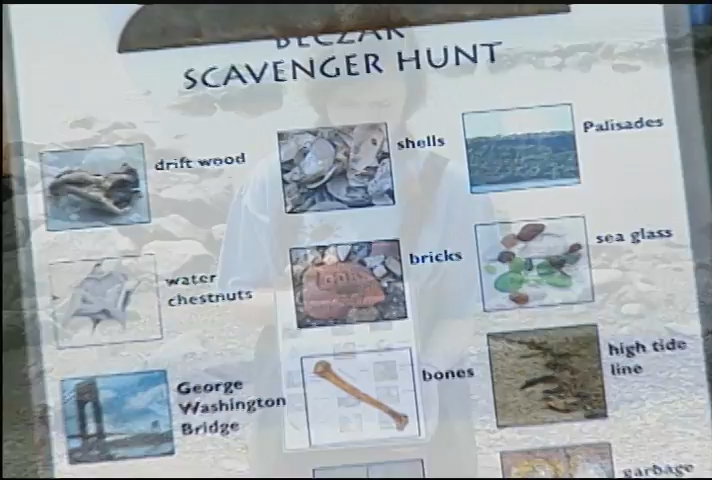 BECZAK
SCAVENGER HUNT
drift wood
shells
Palisades
water
chestnuts
bricks
sea glass
George
Washington
Bridge
bones
high tide
line
garbage